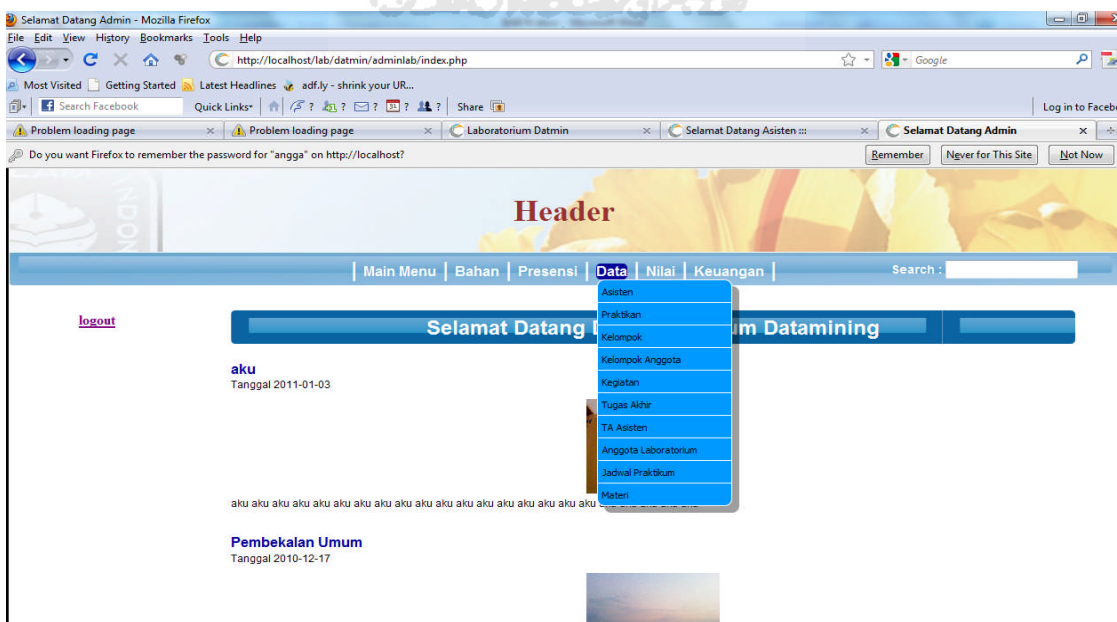 Selamat Datang Admin - Mozilla Firefox
File Edit View History Bookmarks Tools Help
http://localhost/lab/datmin/adminlab/index.php
Google
Most Visited Getting Started Latest Headlines adf.ly - shrink your UR...
Search Facebook Quick Links ? ? ? ? ? Share Log in to Facebo
Problem loading page Problem loading page Laboratorium Datmin Selamat Datang Asisten ::: Selamat Datang Admin
Do you want Firefox to remember the password for "angga" on http://localhost? Remember Never for This Site Not Now
Header
| Main Menu | Bahan | Presensi | Data | Nilai | Keuangan | Search :
logout
Selamat Datang Datamining
Asisten
Praktikan
Kelompok
Kelompok Anggota
Kegiatan
Tugas Akhir
TA Asisten
Anggota Laboratorium
Jadwal Praktikum
Materi
aku
Tanggal 2011-01-03
aku aku aku aku aku aku aku aku aku aku aku aku aku aku aku aku aku aku
Pembekalan Umum
Tanggal 2010-12-17